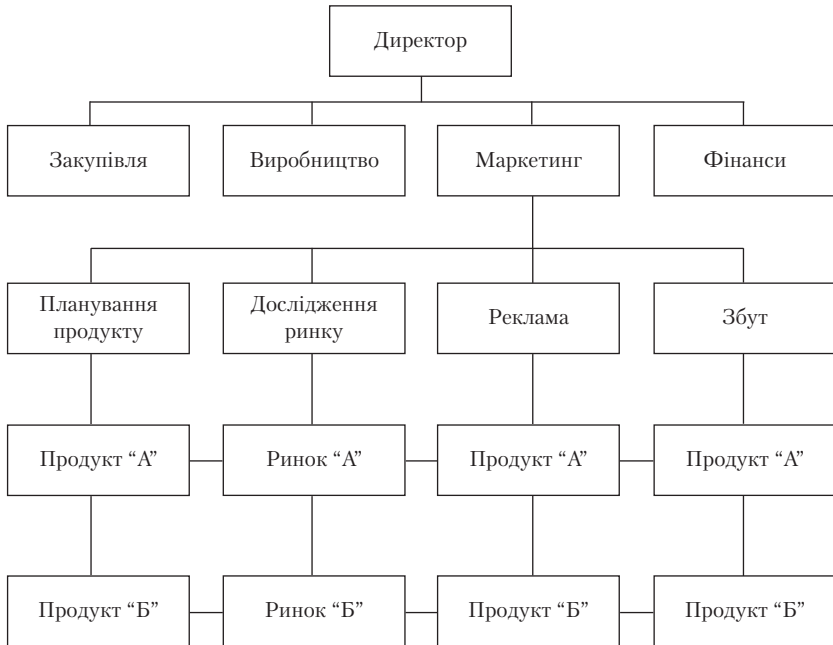 Директор
Закупівля
Виробництво
Маркетинг
Фінанси
Планування
продукту
Дослідження
ринку
Реклама
Збут
Продукт “А”
Ринок “А”
Продукт “А”
Продукт “А”
Продукт “Б”
Ринок “Б”
Продукт “Б”
Продукт “Б”